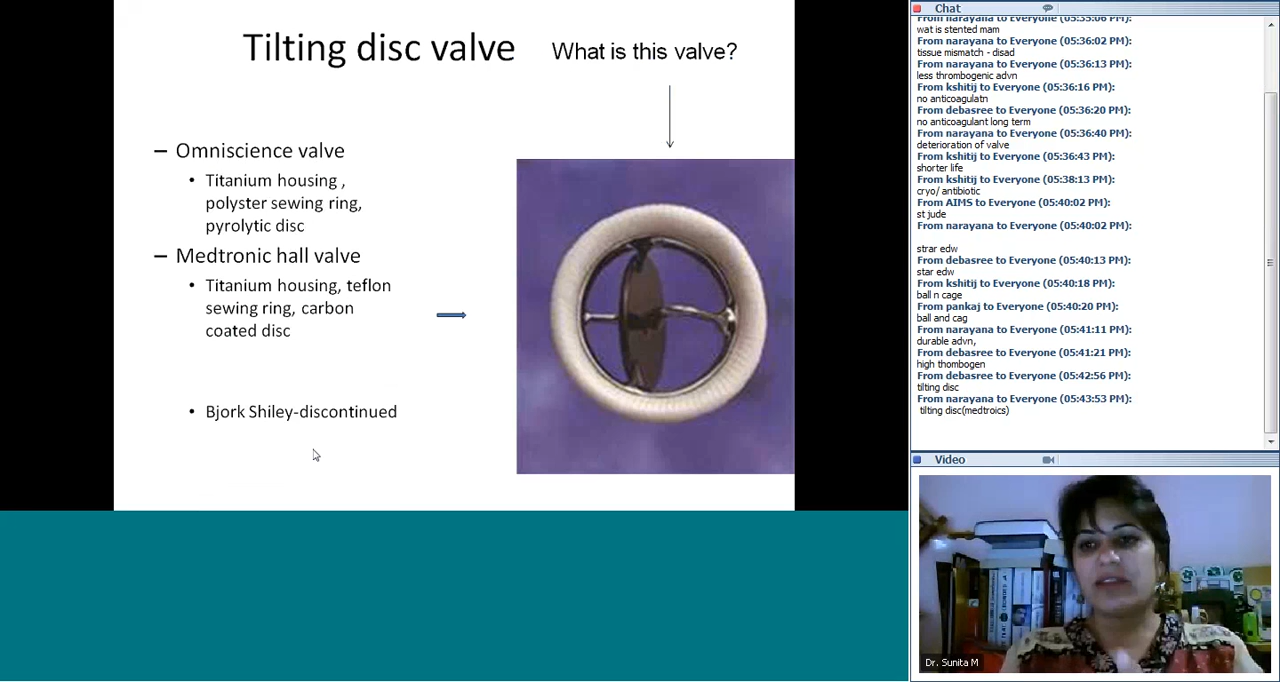 Tilting disc valve
What is this valve?
– Omniscience valve
• Titanium housing ,
polyster sewing ring,
pyrolytic disc
– Medtronic hall valve
• Titanium housing, teflon
sewing ring, carbon
coated disc
• Bjork Shiley-discontinued
Chat
From narayana to Everyone (05:35:06 PM):
wat is stented mam
From narayana to Everyone (05:36:02 PM):
tissue mismatch - disad
From narayana to Everyone (05:36:13 PM):
less thrombogenic advn
From kshitij to Everyone (05:36:16 PM):
no anticoagulatn
From debasree to Everyone (05:36:20 PM):
no anticoagulant long term
From narayana to Everyone (05:36:40 PM):
deterioration of valve
From kshitij to Everyone (05:36:43 PM):
shorter life
From kshitij to Everyone (05:38:13 PM):
cryo/ antibiotic
From AIMS to Everyone (05:40:02 PM):
st jude
From narayana to Everyone (05:40:02 PM):
strar edw
From debasree to Everyone (05:40:13 PM):
star edw
From kshitij to Everyone (05:40:18 PM):
ball n cage
From pankaj to Everyone (05:40:20 PM):
ball and cag
From narayana to Everyone (05:41:11 PM):
durable advn,
From debasree to Everyone (05:41:21 PM):
high thombogen
From debasree to Everyone (05:42:56 PM):
tilting disc
From narayana to Everyone (05:43:53 PM):
tilting disc(medtroics)
Video
Dr. Sunita M